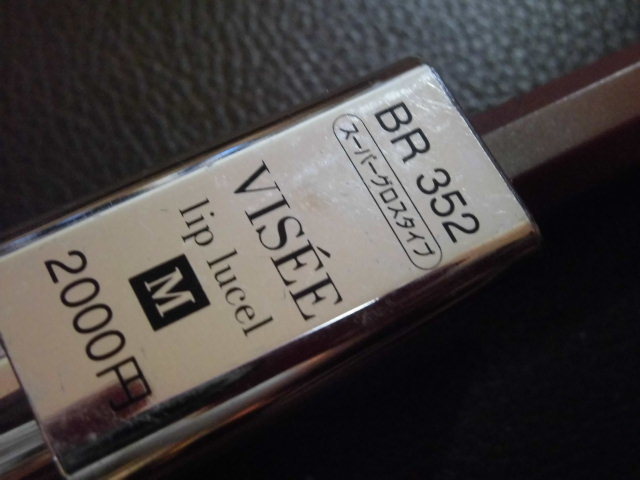 BR 352
スーパーグロスタイプ
VISÉE
lip lucel
M
2000円